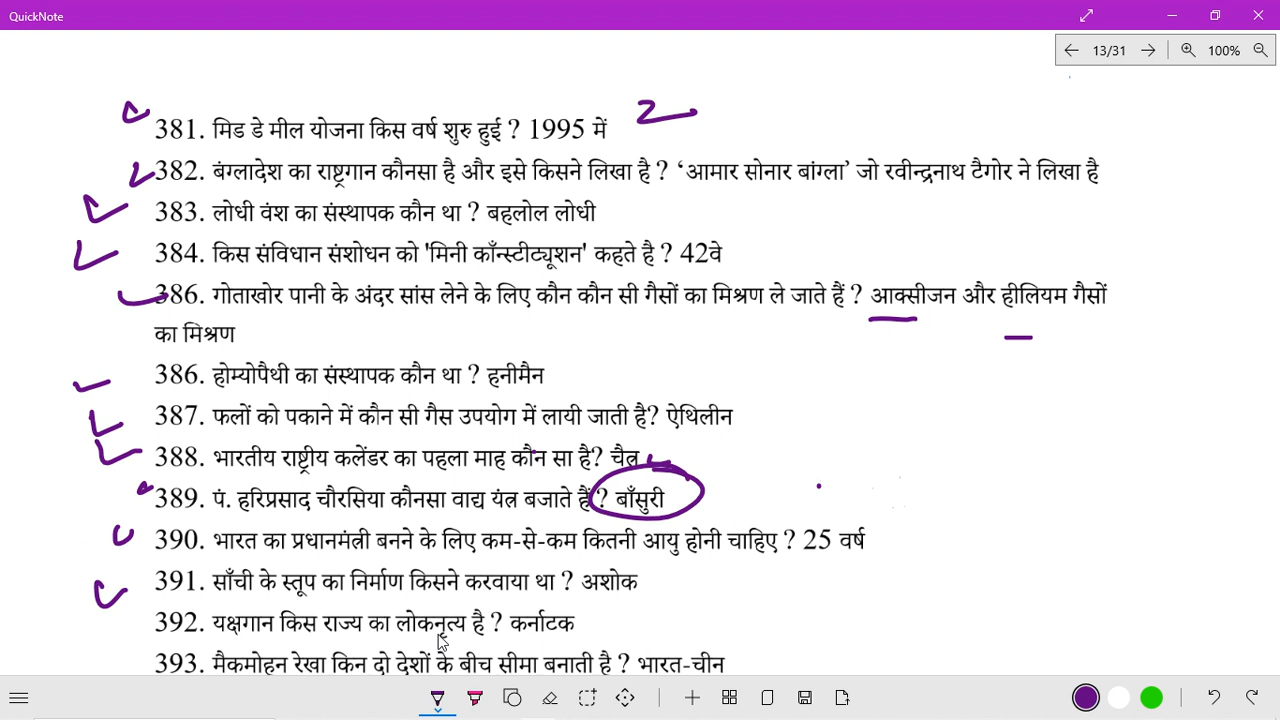 QuickNote
13/31
100%
381. मिड डे मील योजना किस वर्ष शुरु हुई ? 1995 में
382. बंग्लादेश का राष्ट्रगान कौनसा है और इसे किसने लिखा है ? ‘आमार सोनार बांग्ला’ जो रवीन्द्रनाथ टैगोर ने लिखा है
383. लोधी वंश का संस्थापक कौन था ? बहलोल लोधी
384. किस संविधान संशोधन को 'मिनी काँन्स्टीट्यूशन' कहते है ? 42वे
386. गोताखोर पानी के अंदर सांस लेने के लिए कौन कौन सी गैसों का मिश्रण ले जाते हैं ? आक्सीजन और हीलियम गैसों
का मिश्रण
386. होम्योपैथी का संस्थापक कौन था ? हनीमैन
387. फलों को पकाने में कौन सी गैस उपयोग में लायी जाती है? ऐथिलीन
388. भारतीय राष्ट्रीय कलेंडर का पहला माह कौन सा है? चैत्र
389. पं. हरिप्रसाद चौरसिया कौनसा वाद्य यंत्र बजाते हैं ? बाँसुरी
390. भारत का प्रधानमंत्री बनने के लिए कम-से-कम कितनी आयु होनी चाहिए ? 25 वर्ष
391. साँची के स्तूप का निर्माण किसने करवाया था ? अशोक
392. यक्षगान किस राज्य का लोकनृत्य है ? कर्नाटक
393. मैकमोहन रेखा किन दो देशों के बीच सीमा बनाती है ? भारत-चीन